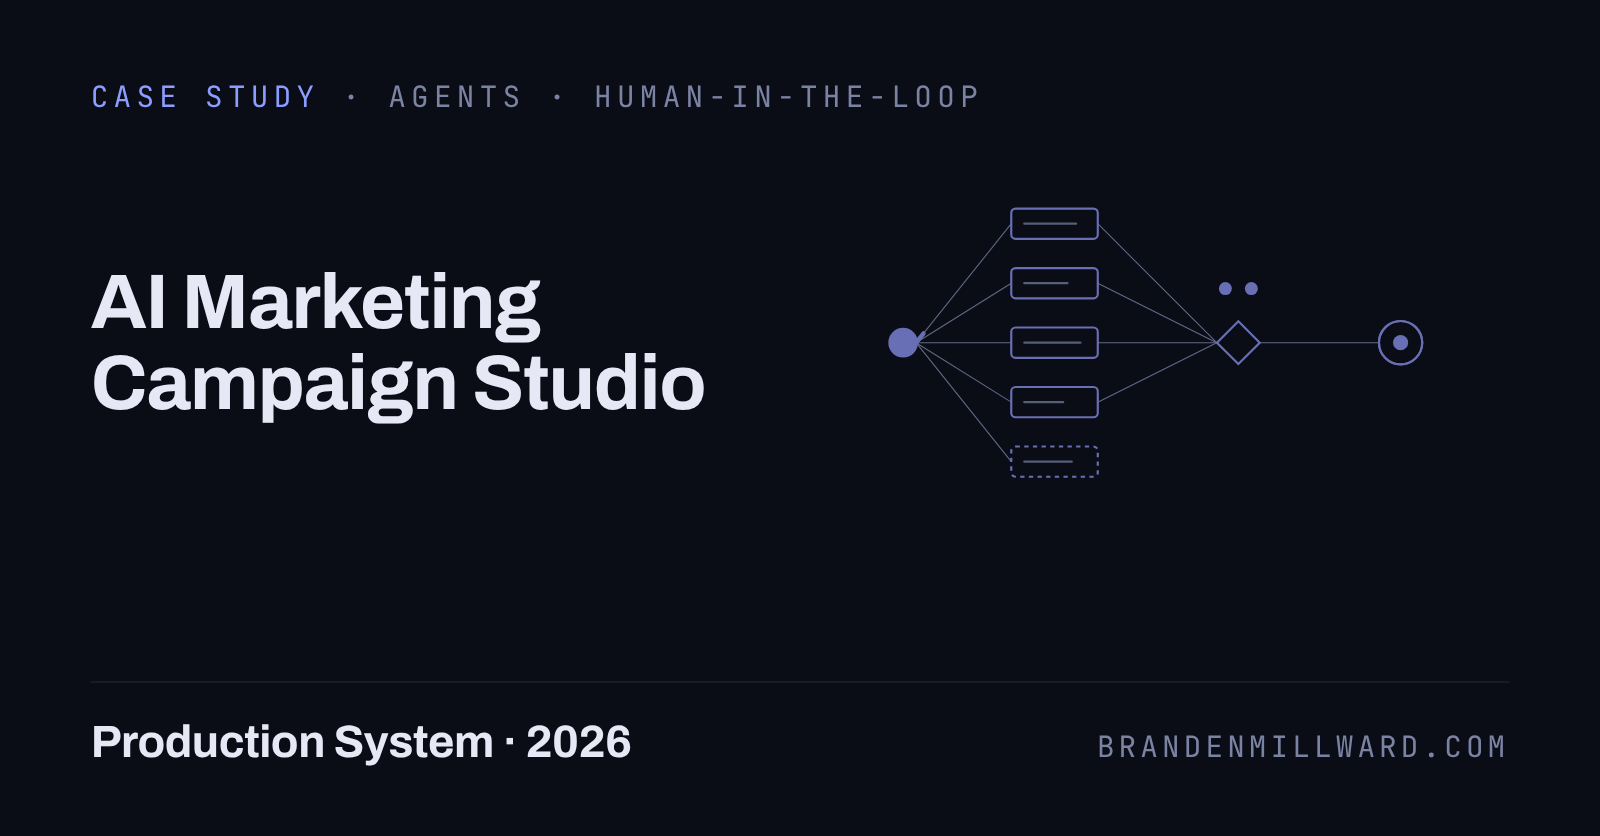 CASE STUDY · AGENTS · HUMAN-IN-THE-LOOP
AI Marketing
Campaign Studio
Production System · 2026
BRANDENMILLWARD.COM